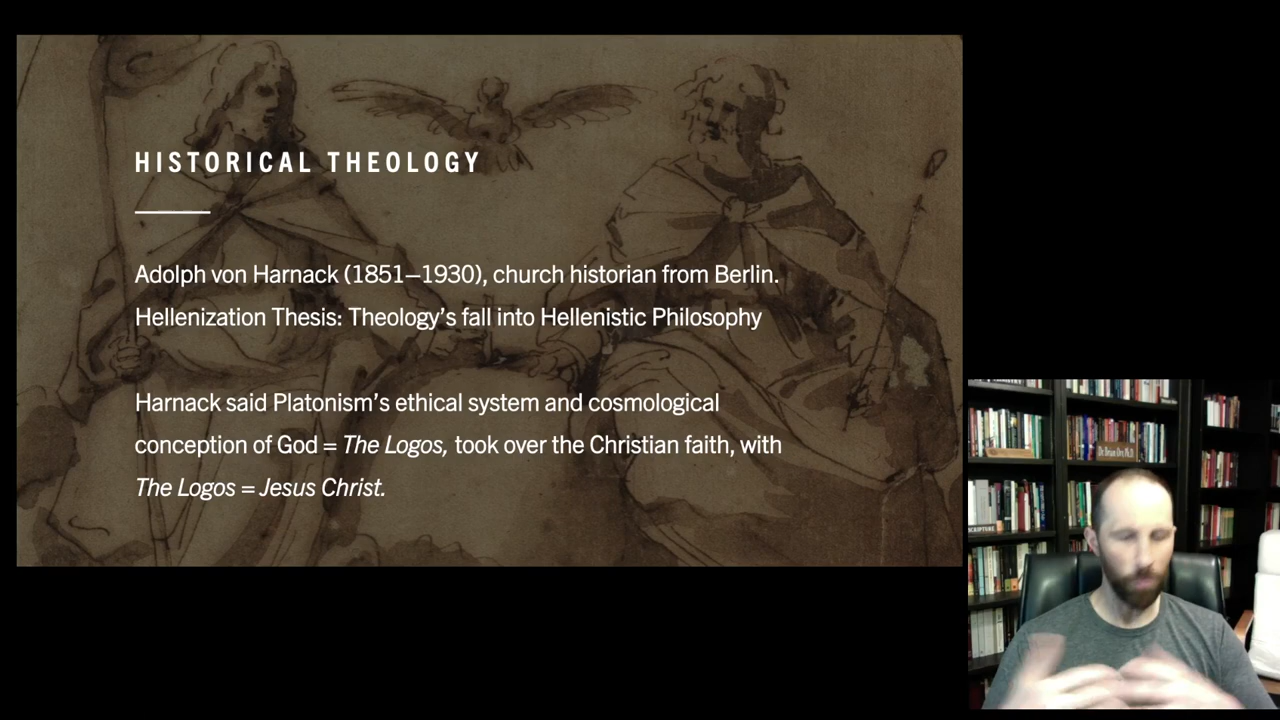 HISTORICAL THEOLOGY
Adolph von Harnack (1851–1930), church historian from Berlin.
Hellenization Thesis: Theology’s fall into Hellenistic Philosophy
Harnack said Platonism’s ethical system and cosmological
conception of God = The Logos, took over the Christian faith, with
The Logos = Jesus Christ.
SCRIPTURE